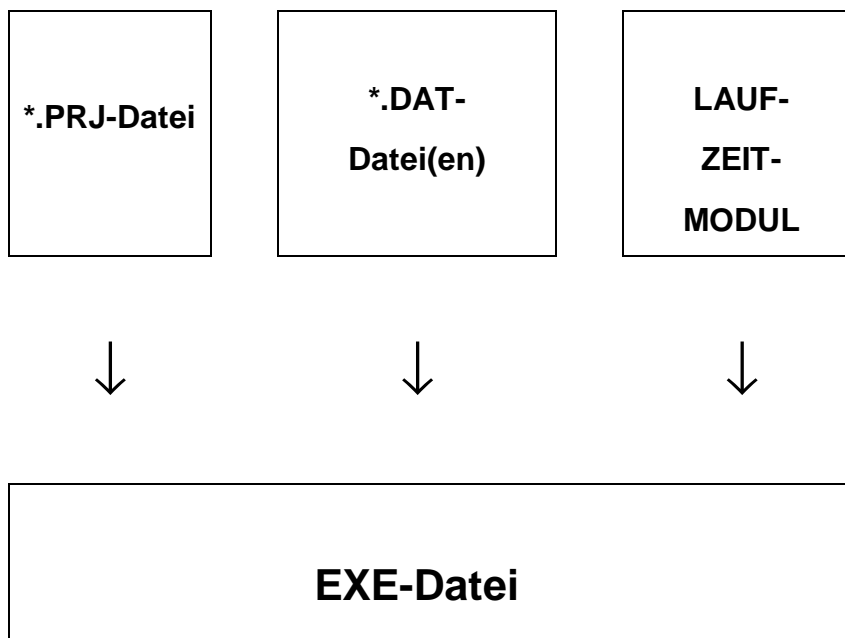 *.PRJ-Datei
*.DAT-
Datei(en)
LAUF-
ZEIT-
MODUL
↓ ↓ ↓
EXE-Datei